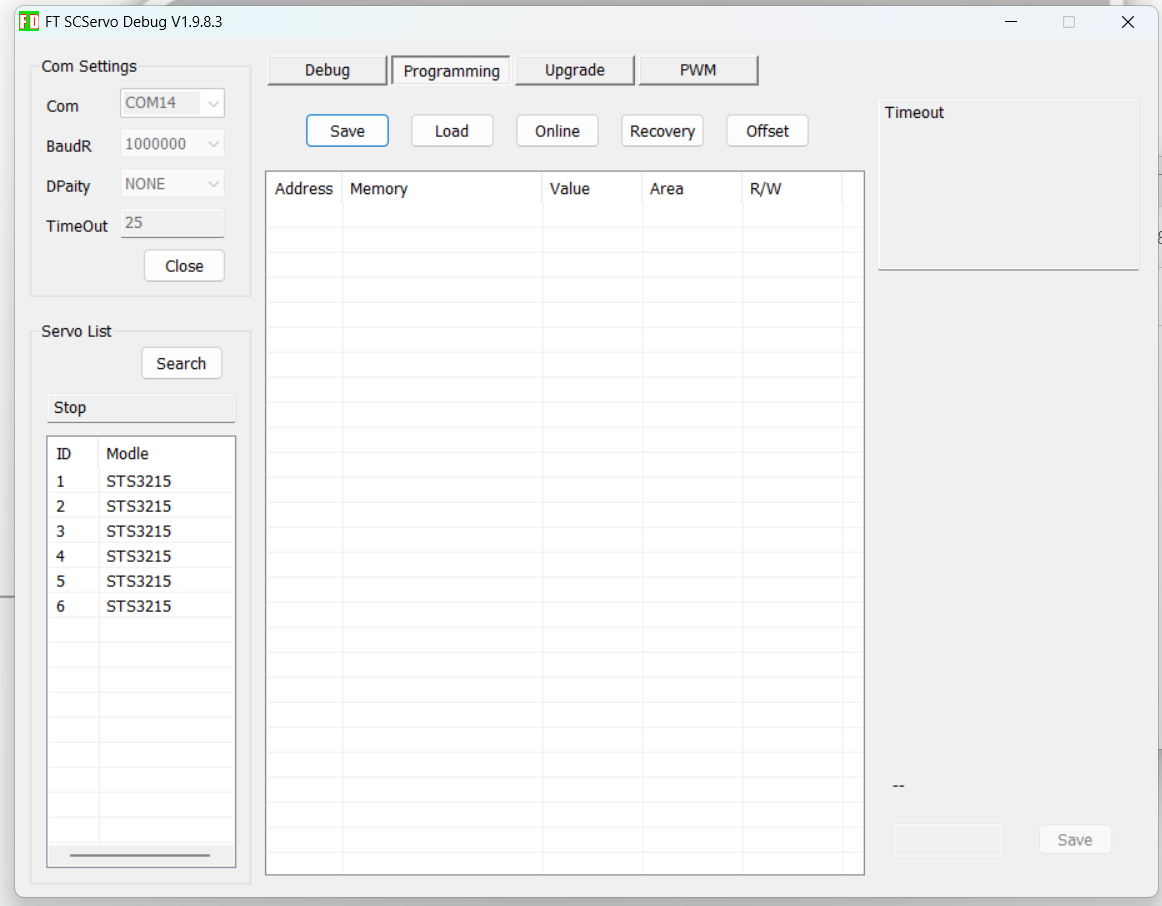 FT SCServo Debug V1.9.8.3
Com Settings
Com COM14
BaudR 1000000
DPaity NONE
TimeOut 25
Close
Servo List
Search
Stop
ID Modle
1 STS3215
2 STS3215
3 STS3215
4 STS3215
5 STS3215
6 STS3215
Debug Programming Upgrade PWM
Save Load Online Recovery Offset
Address Memory Value Area R/W
Timeout
--
Save